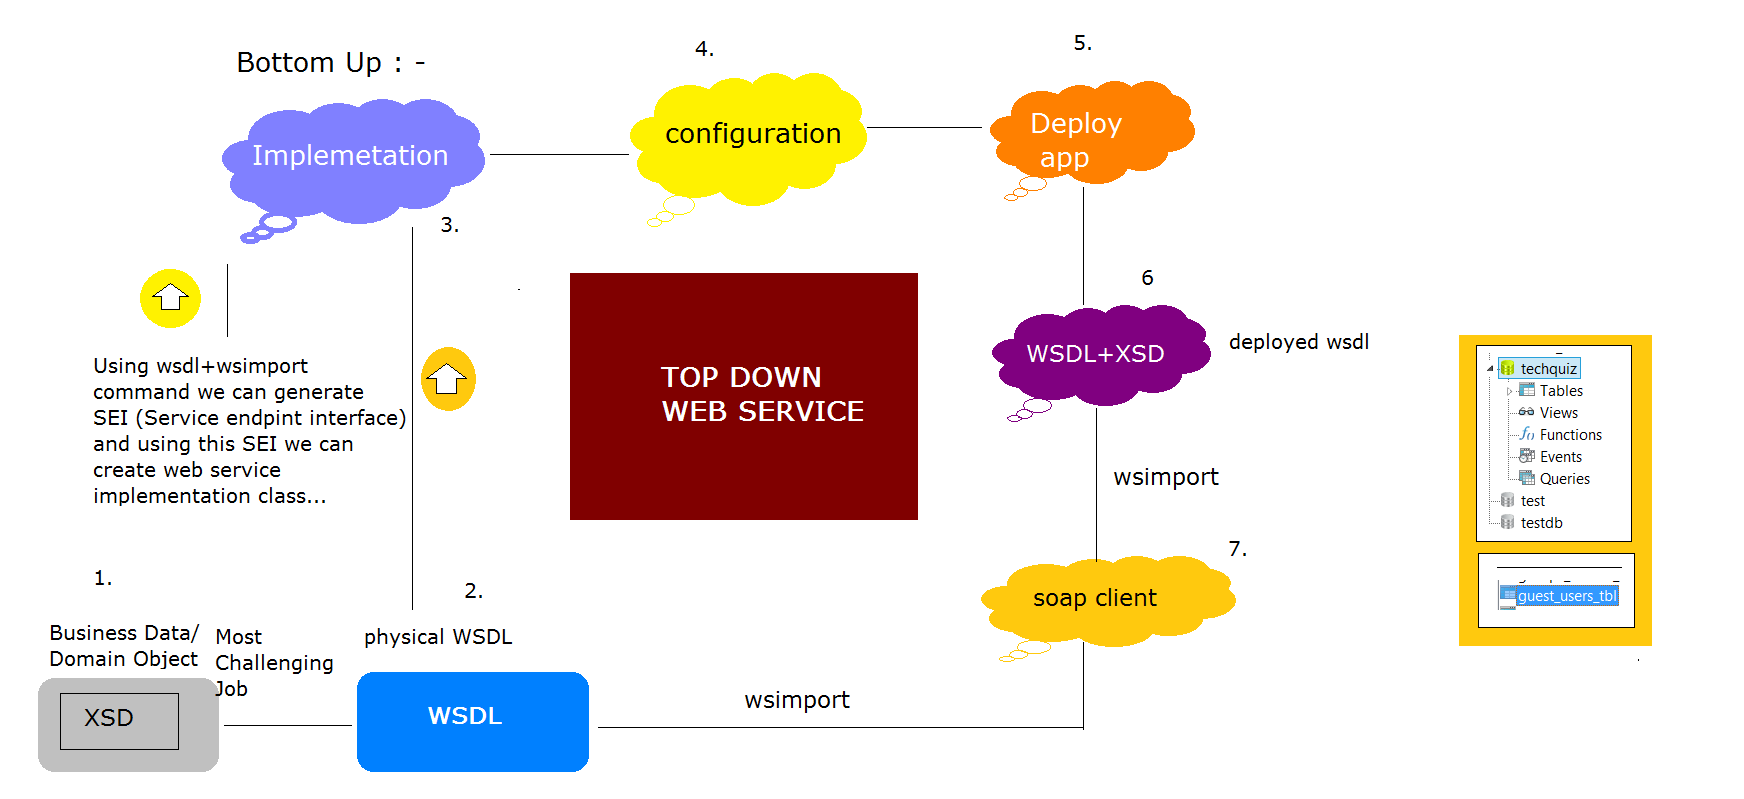 Bottom Up : -
4.
5.
Implemetation
configuration
Deploy
app
3.
6
Using wsdl+wsimport
command we can generate
SEI (Service endpint interface)
and using this SEI we can
create web service
implementation class...
TOP DOWN
WEB SERVICE
WSDL+XSD
deployed wsdl
techquiz
Tables
Views
Functions
Events
Queries
test
testdb
guest_users_tbl
wsimport
7.
soap client
1.
2.
Business Data/
Domain Object
Most
Challenging
Job
physical WSDL
XSD
WSDL
wsimport